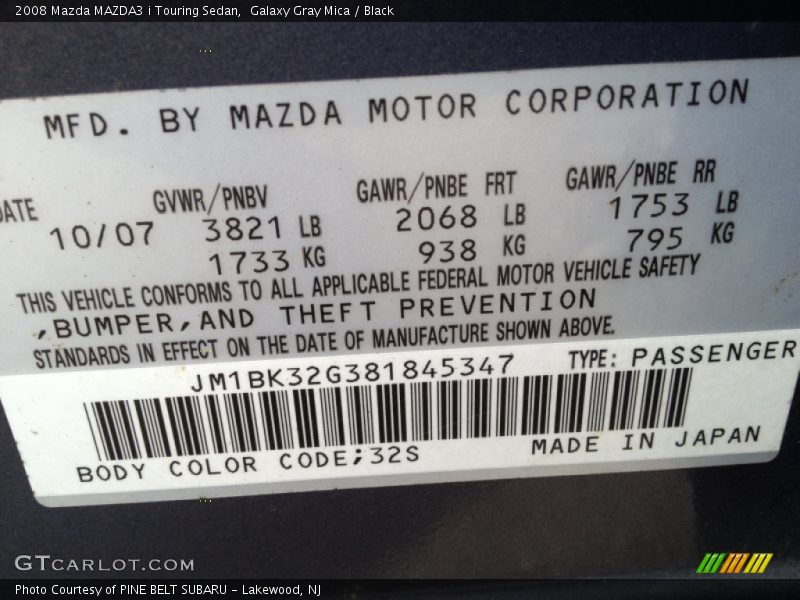 2008 Mazda MAZDA3 i Touring Sedan, Galaxy Gray Mica / Black
MFD. BY MAZDA MOTOR CORPORATION
DATE GVWR/PNBV GAWR/PNBE FRT GAWR/PNBE RR
10/07 3821 LB 2068 LB 1753 LB
1733 KG 938 KG 795 KG
THIS VEHICLE CONFORMS TO ALL APPLICABLE FEDERAL MOTOR VEHICLE SAFETY
,BUMPER,AND THEFT PREVENTION
STANDARDS IN EFFECT ON THE DATE OF MANUFACTURE SHOWN ABOVE.
JM1BK32G381845347 TYPE: PASSENGER
BODY COLOR CODE;32S MADE IN JAPAN
GTCARLOT.COM
Photo Courtesy of PINE BELT SUBARU - Lakewood, NJ